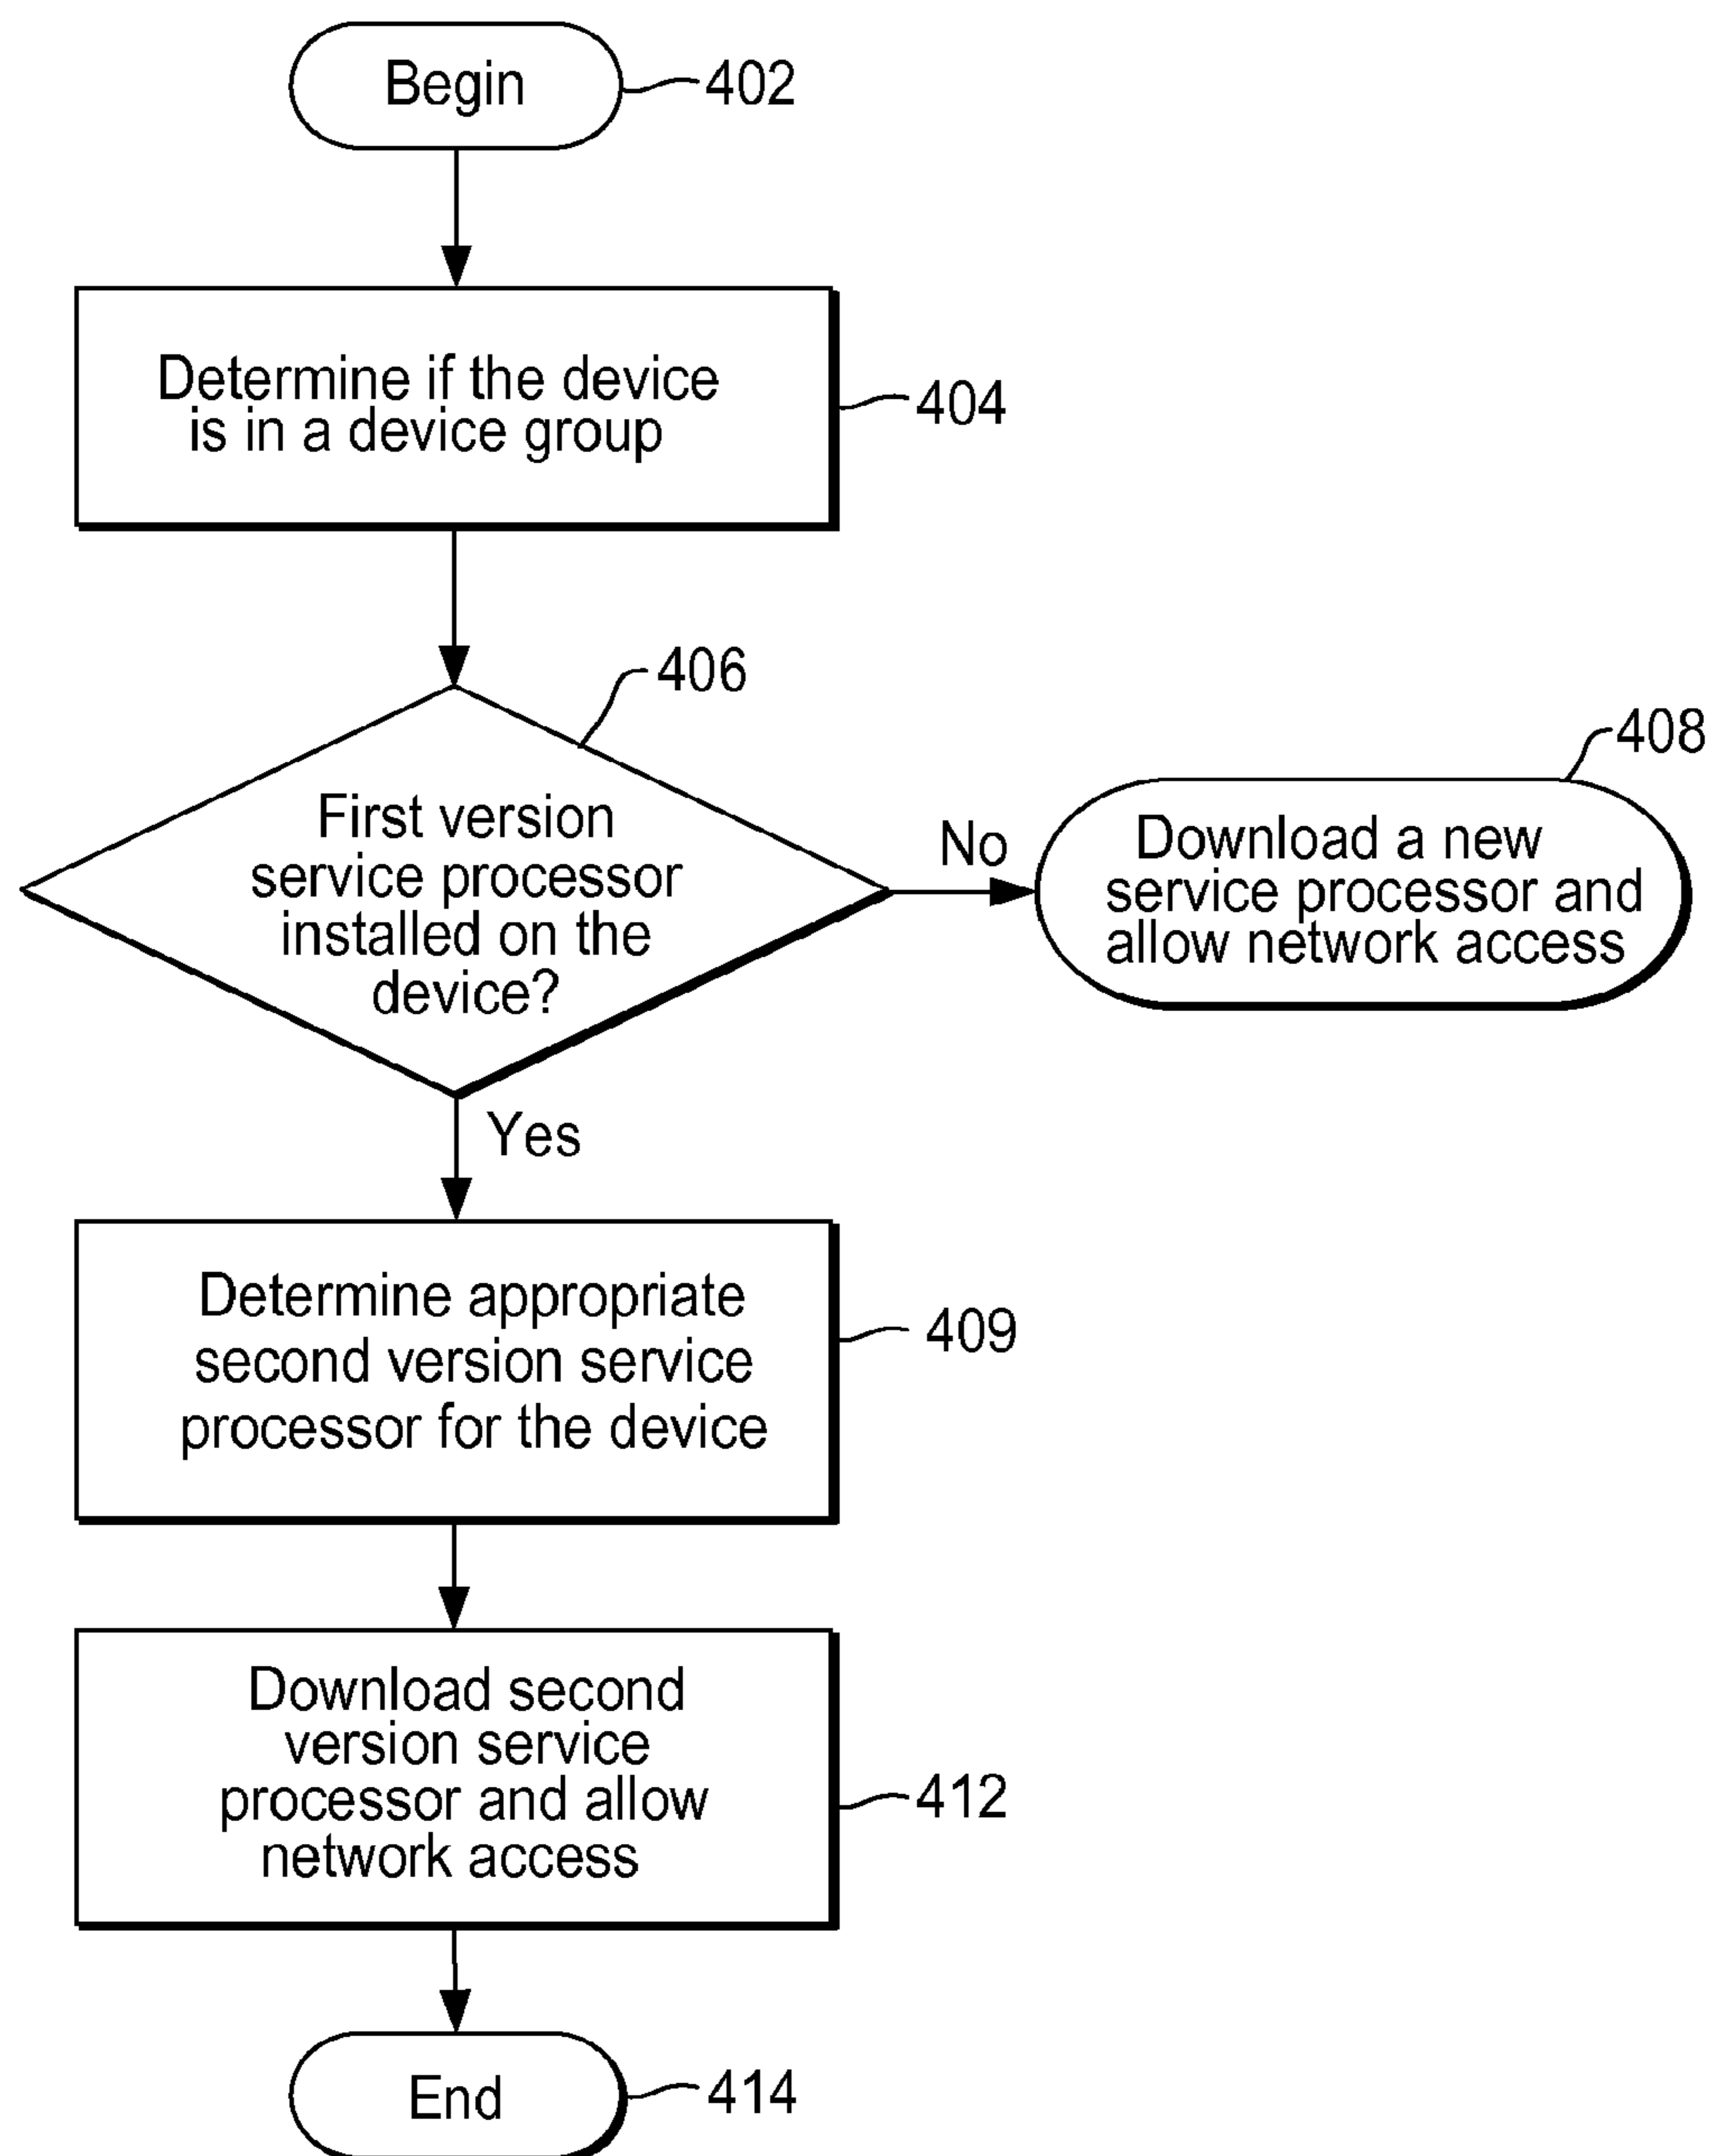 Begin
402
Determine if the device
is in a device group
404
406
First version
service processor
installed on the
device?
No
408
Download a new
service processor and
allow network access
Yes
Determine appropriate
second version service
processor for the device
409
Download second
version service
processor and allow
network access
412
End
414